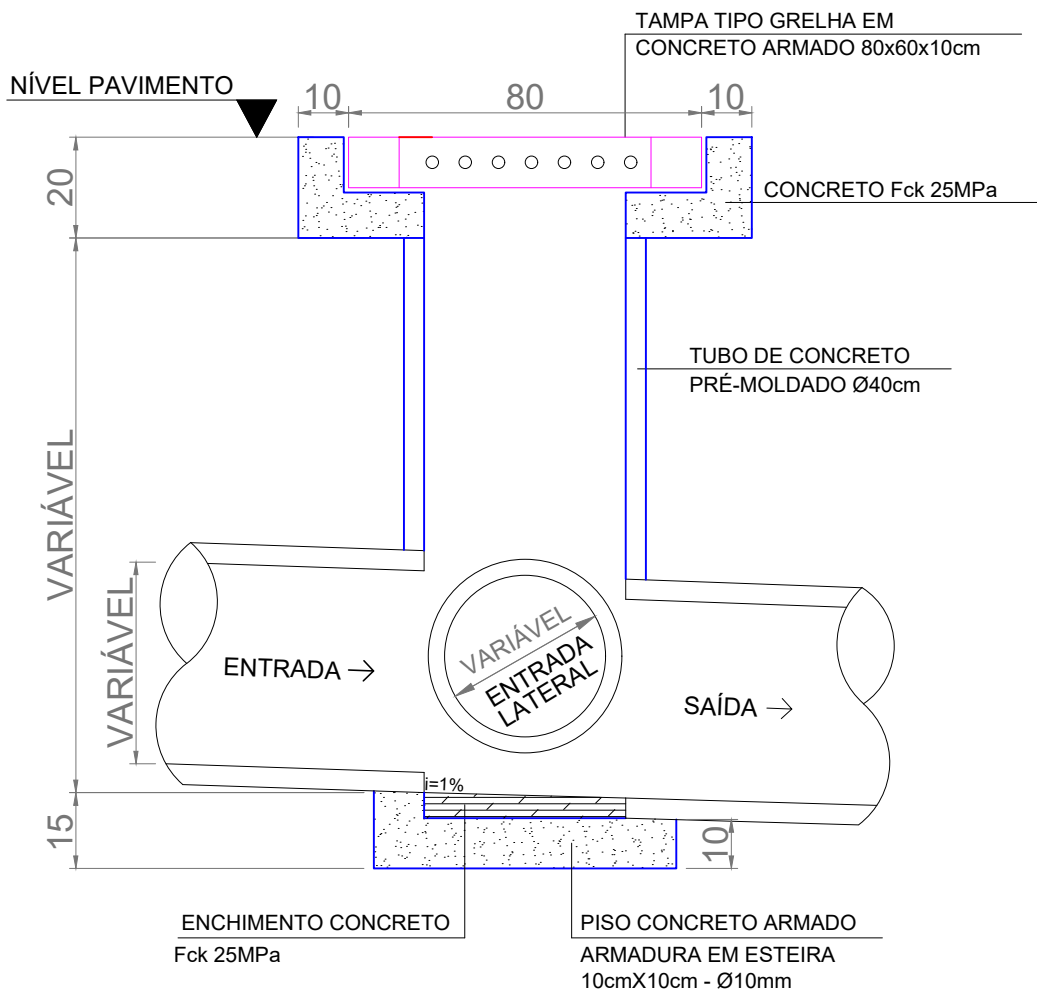 TAMPA TIPO GRELHA EM
CONCRETO ARMADO 80x60x10cm
NÍVEL PAVIMENTO
10
80
10
20
CONCRETO Fck 25MPa
TUBO DE CONCRETO
PRÉ-MOLDADO Ø40cm
VARIÁVEL
VARIÁVEL
ENTRADA
VARIÁVEL
ENTRADA
LATERAL
SAÍDA
i=1%
15
10
ENCHIMENTO CONCRETO
Fck 25MPa
PISO CONCRETO ARMADO
ARMADURA EM ESTEIRA
10cmX10cm - Ø10mm